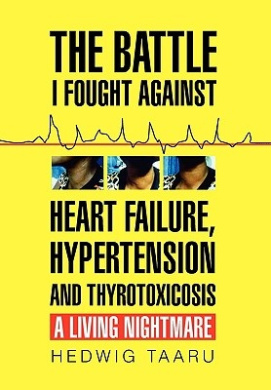 THE BATTLE
I FOUGHT AGAINST
HEART FAILURE,
HYPERTENSION
AND THYROTOXICOSIS
A LIVING NIGHTMARE
HEDWIG TAARU